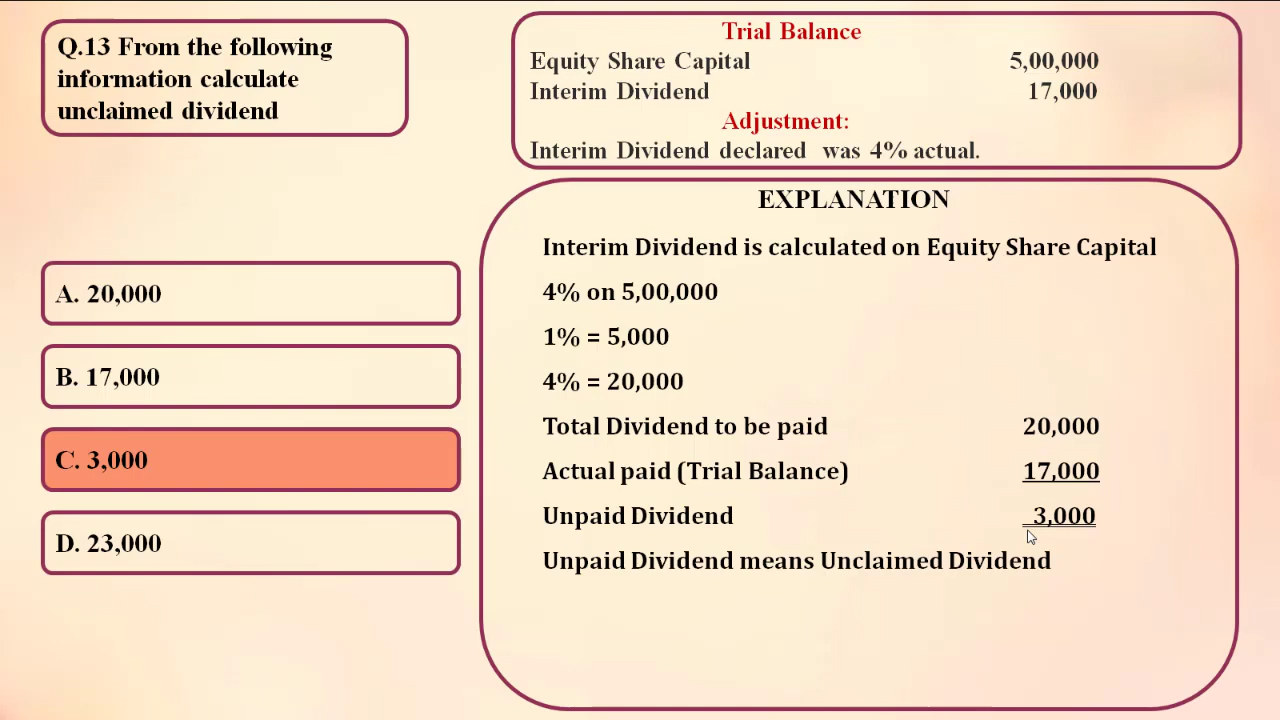 Q.13 From the following
information calculate
unclaimed dividend
Trial Balance
Equity Share Capital 5,00,000
Interim Dividend 17,000
Adjustment:
Interim Dividend declared was 4% actual.
A. 20,000
B. 17,000
C. 3,000
D. 23,000
EXPLANATION
Interim Dividend is calculated on Equity Share Capital
4% on 5,00,000
1% = 5,000
4% = 20,000
Total Dividend to be paid 20,000
Actual paid (Trial Balance) 17,000
Unpaid Dividend 3,000
Unpaid Dividend means Unclaimed Dividend